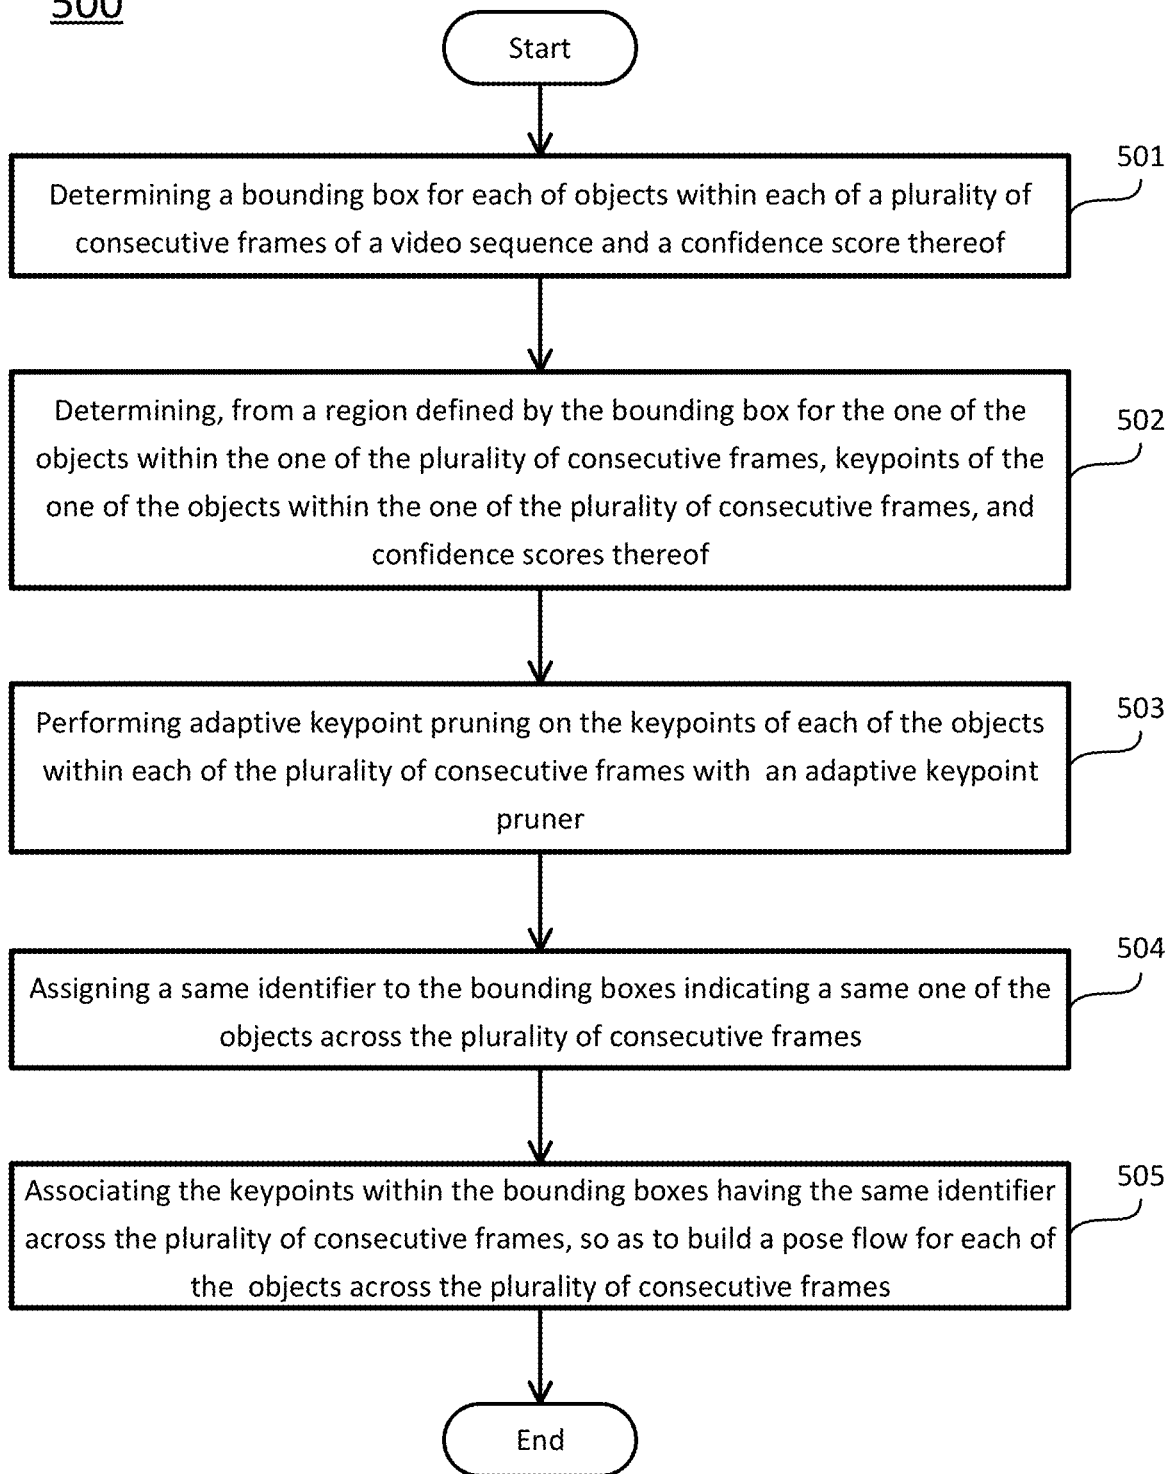 500
Start
501
Determining a bounding box for each of objects within each of a plurality of
consecutive frames of a video sequence and a confidence score thereof
502
Determining, from a region defined by the bounding box for the one of the
objects within the one of the plurality of consecutive frames, keypoints of the
one of the objects within the one of the plurality of consecutive frames, and
confidence scores thereof
503
Performing adaptive keypoint pruning on the keypoints of each of the objects
within each of the plurality of consecutive frames with an adaptive keypoint
pruner
504
Assigning a same identifier to the bounding boxes indicating a same one of the
objects across the plurality of consecutive frames
505
Associating the keypoints within the bounding boxes having the same identifier
across the plurality of consecutive frames, so as to build a pose flow for each of
the objects across the plurality of consecutive frames
End